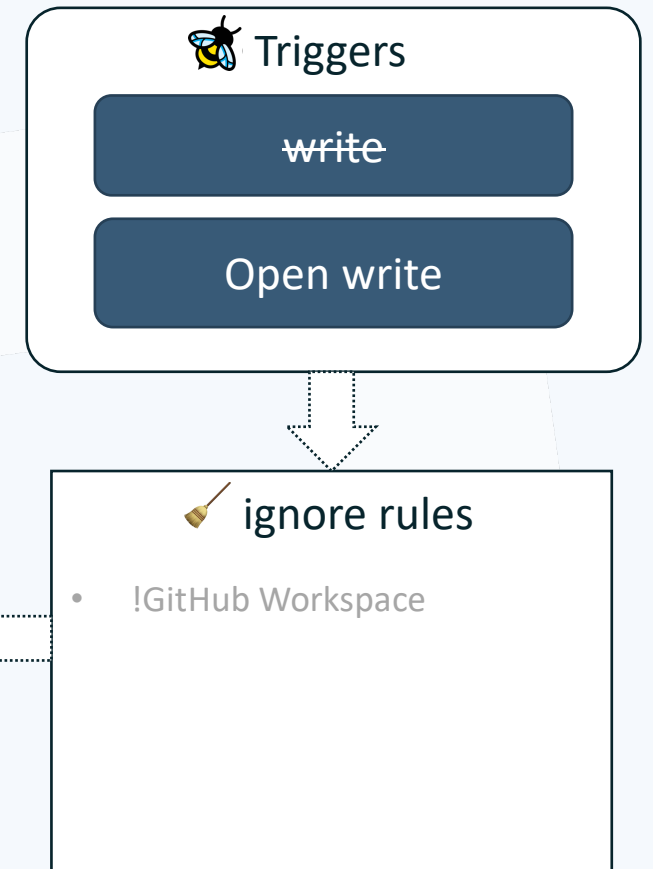 Triggers
write
Open write
ignore rules
• !GitHub Workspace